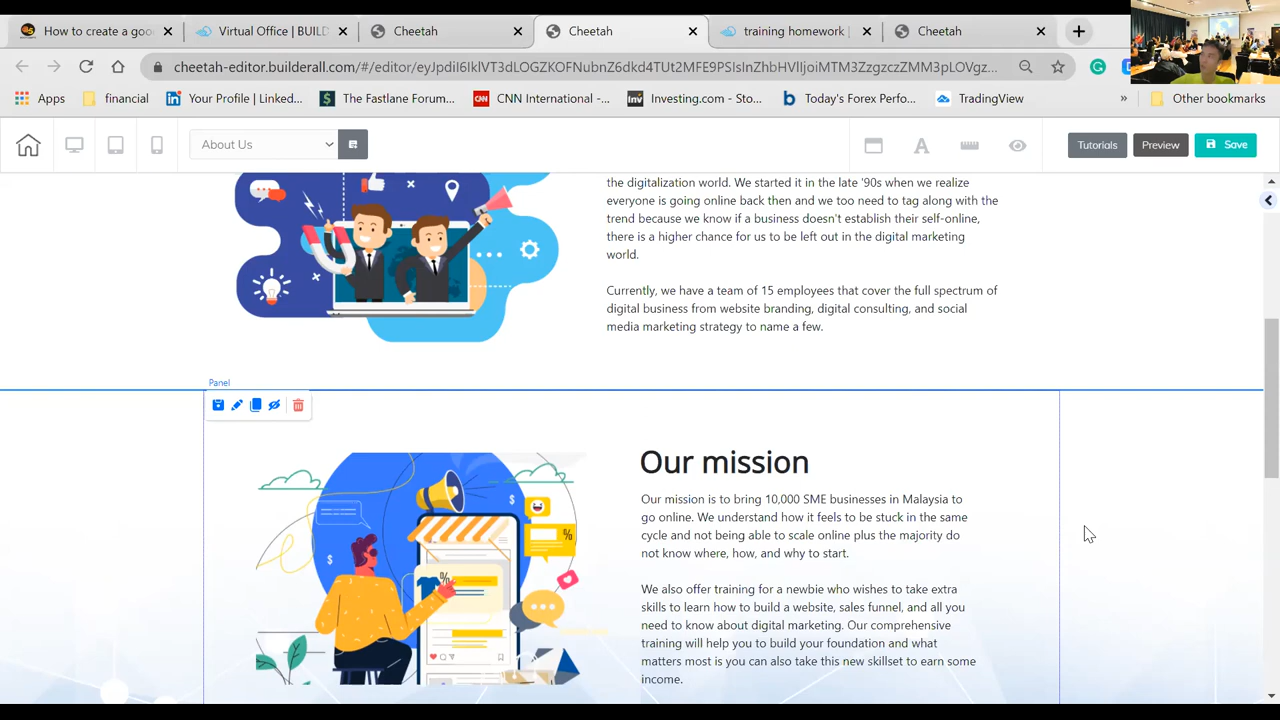 How to create a goo
Virtual Office | BUILD
Cheetah
Cheetah
training homework |
Cheetah
Apps
financial
Your Profile | Linked...
The Fastlane Forum...
CNN International -...
Investing.com - Sto...
Today's Forex Perfo...
TradingView
Other bookmarks
About Us
Tutorials
Preview
Save
the digitalization world. We started it in the late '90s when we realize
everyone is going online back then and we too need to tag along with the
trend because we know if a business doesn't establish their self-online,
there is a higher chance for us to be left out in the digital marketing
world.
Currently, we have a team of 15 employees that cover the full spectrum of
digital business from website branding, digital consulting, and social
media marketing strategy to name a few.
Panel
Our mission
Our mission is to bring 10,000 SME businesses in Malaysia to
go online. We understand how it feels to be stuck in the same
cycle and not being able to scale online plus the majority do
not know where, how, and why to start.
We also offer training for a newbie who wishes to take extra
skills to learn how to build a website, sales funnel, and all you
need to know about digital marketing. Our comprehensive
training will help you to build your foundation and what
matters most is you can also take this new skillset to earn some
income.